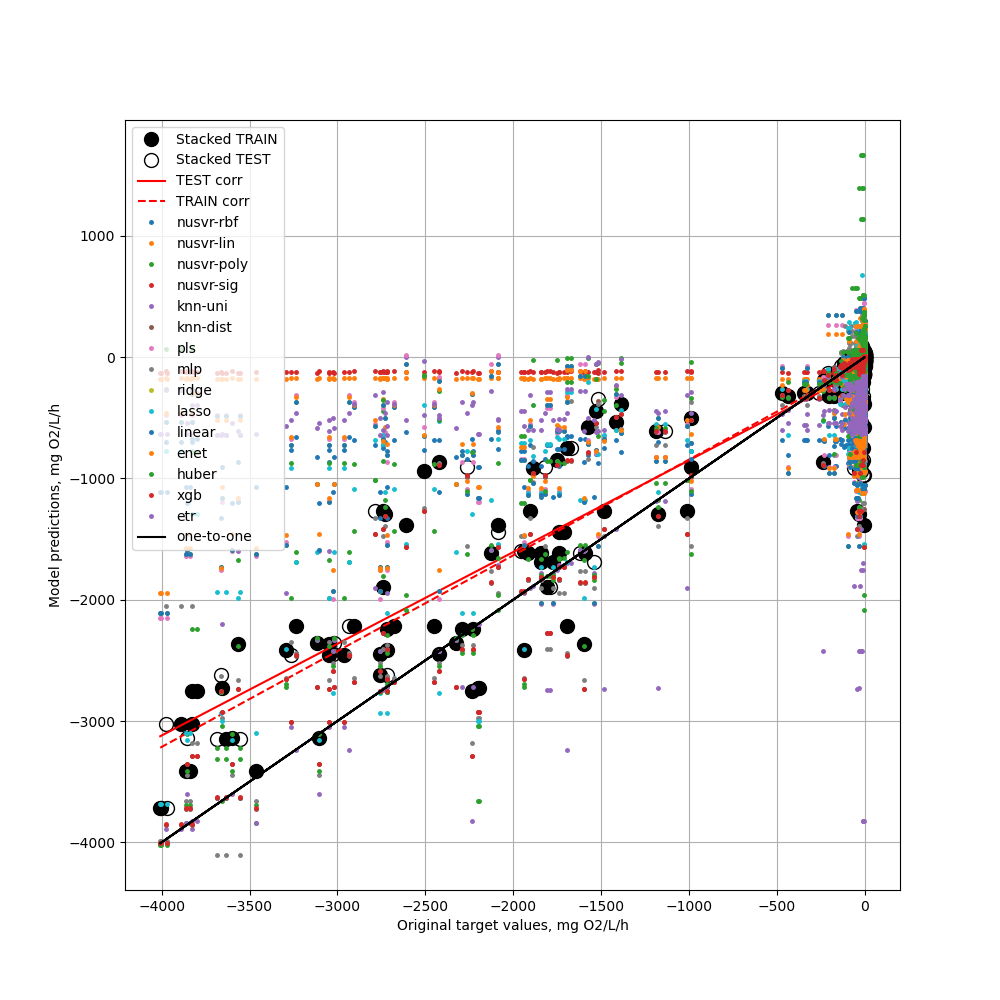 Stacked TRAIN
Stacked TEST
TEST corr
TRAIN corr
nusvr-rbf
nusvr-lin
nusvr-poly
nusvr-sig
knn-uni
knn-dist
pls
mlp
ridge
lasso
linear
enet
huber
xgb
etr
one-to-one
1000
0
−1000
−2000
−3000
−4000
Model predictions, mg O2/L/h
−4000 −3500 −3000 −2500 −2000 −1500 −1000 −500 0
Original target values, mg O2/L/h